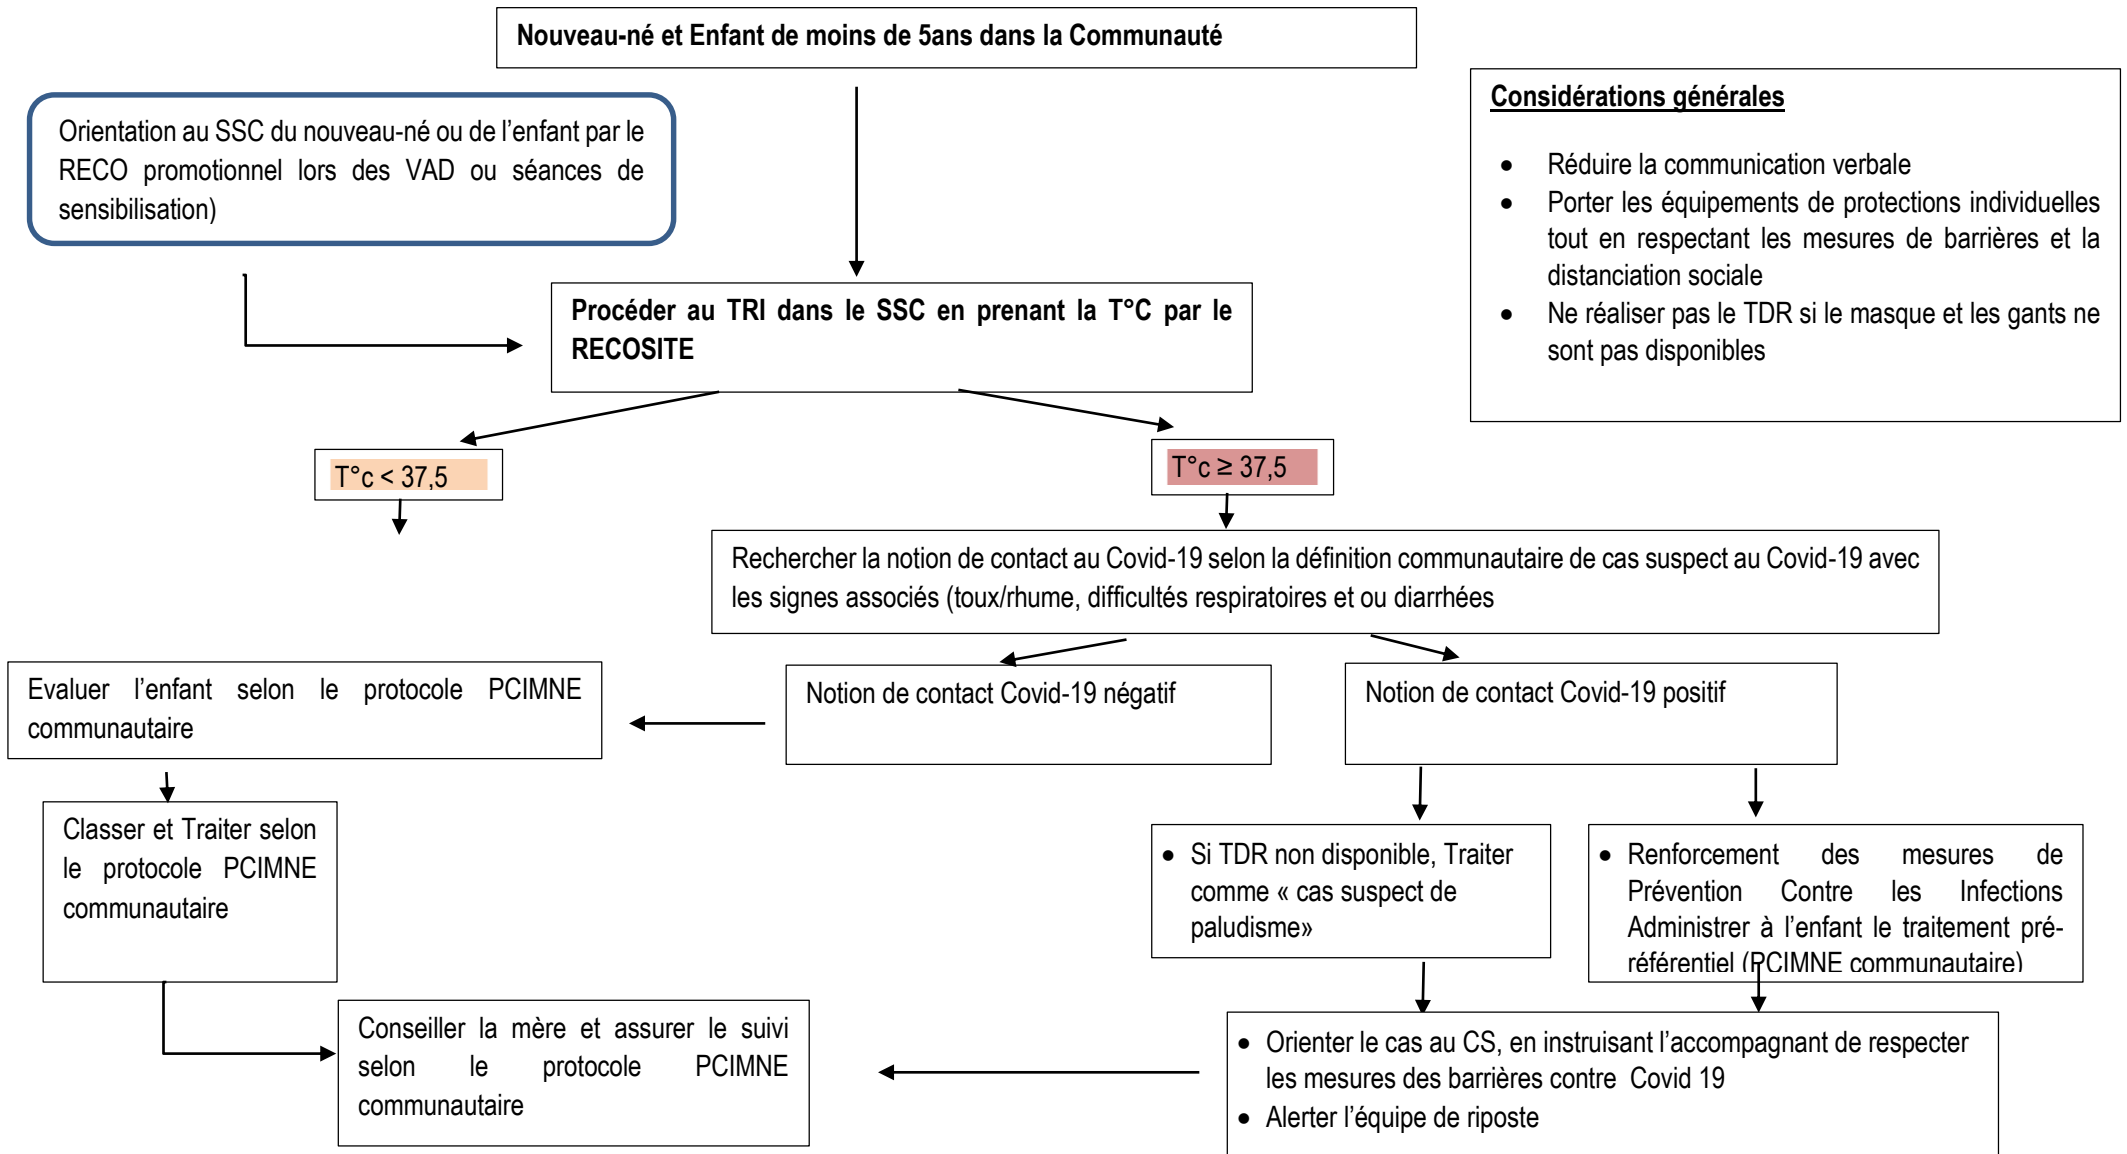 Nouveau-né et Enfant de moins de 5ans dans la Communauté
Orientation au SSC du nouveau-né ou de l'enfant par le
RECO promotionnel lors des VAD ou séances de
sensibilisation)
Considérations générales
• Réduire la communication verbale
• Porter les équipements de protections individuelles
tout en respectant les mesures de barrières et la
distanciation sociale
• Ne réaliser pas le TDR si le masque et les gants ne
sont pas disponibles
Procéder au TRI dans le SSC en prenant la T°C par le
RECOSITE
T°c < 37,5
T°c ≥ 37,5
Rechercher la notion de contact au Covid-19 selon la définition communautaire de cas suspect au Covid-19 avec
les signes associés (toux/rhume, difficultés respiratoires et ou diarrhées
Evaluer l'enfant selon le protocole PCIMNE
communautaire
Notion de contact Covid-19 négatif
Notion de contact Covid-19 positif
Classer et Traiter selon
le protocole PCIMNE
communautaire
• Si TDR non disponible, Traiter
comme « cas suspect de
paludisme»
• Renforcement des mesures de
Prévention Contre les Infections
Administrer à l'enfant le traitement pré-
référentiel (PCIMNE communautaire)
Conseiller la mère et assurer le suivi
selon le protocole PCIMNE
communautaire
• Orienter le cas au CS, en instruisant l'accompagnant de respecter
les mesures des barrières contre Covid 19
• Alerter l'équipe de riposte